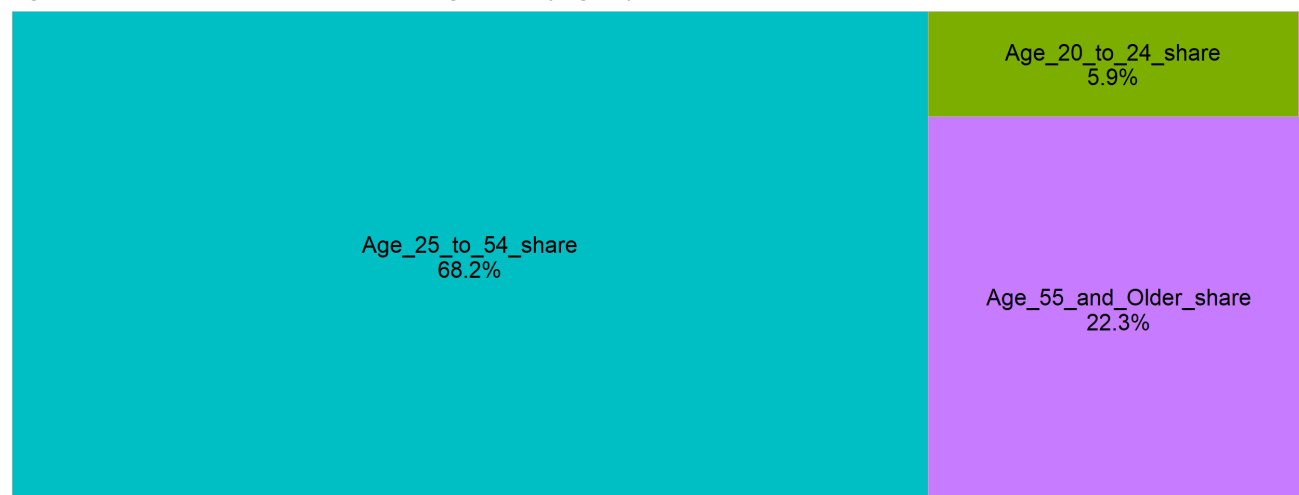 Age_20_to_24_share
5.9%
Age_25_to_54_share
68.2%
Age_55_and_Older_share
22.3%